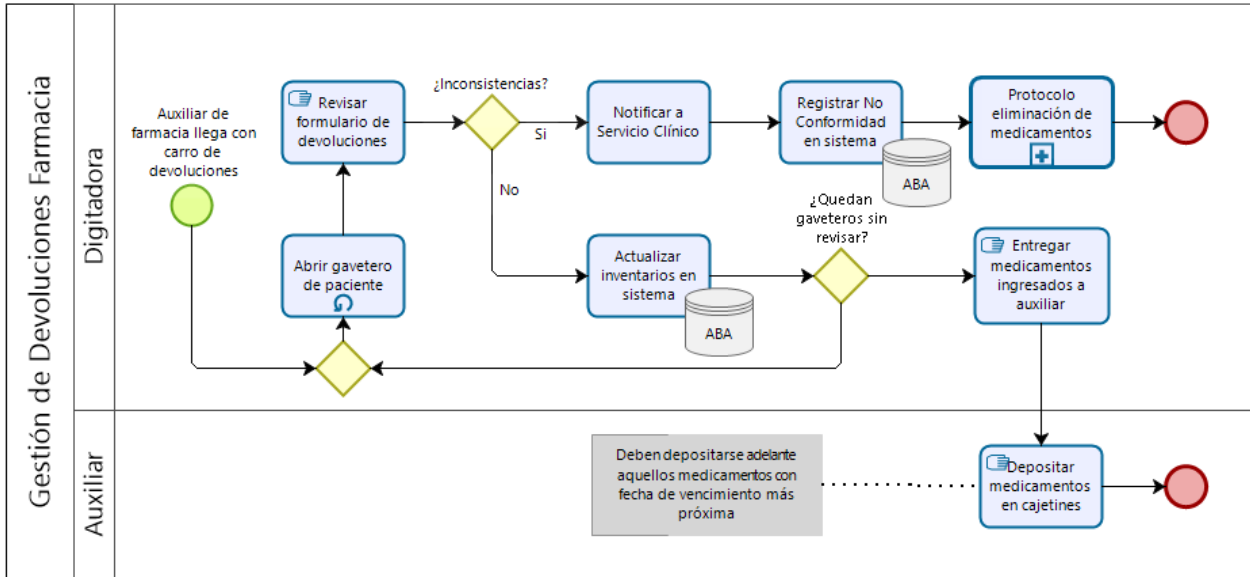 Gestión de Devoluciones Farmacia
Digitadora
Auxiliar de
farmacia llega con
carro de
devoluciones
Revisar
formulario de
devoluciones
¿Inconsistencias?
Si
No
Notificar a
Servicio Clínico
Registrar No
Conformidad
en sistema
ABA
Protocolo
eliminación de
medicamentos
Abrir gavetero
de paciente
Actualizar
inventarios en
sistema
ABA
¿Quedan
gaveteros sin
revisar?
Entregar
medicamentos
ingresados a
auxiliar
Auxiliar
Deben depositarse adelante
aquellos medicamentos con
fecha de vencimiento más
próxima
Depositar
medicamentos
en cajetines